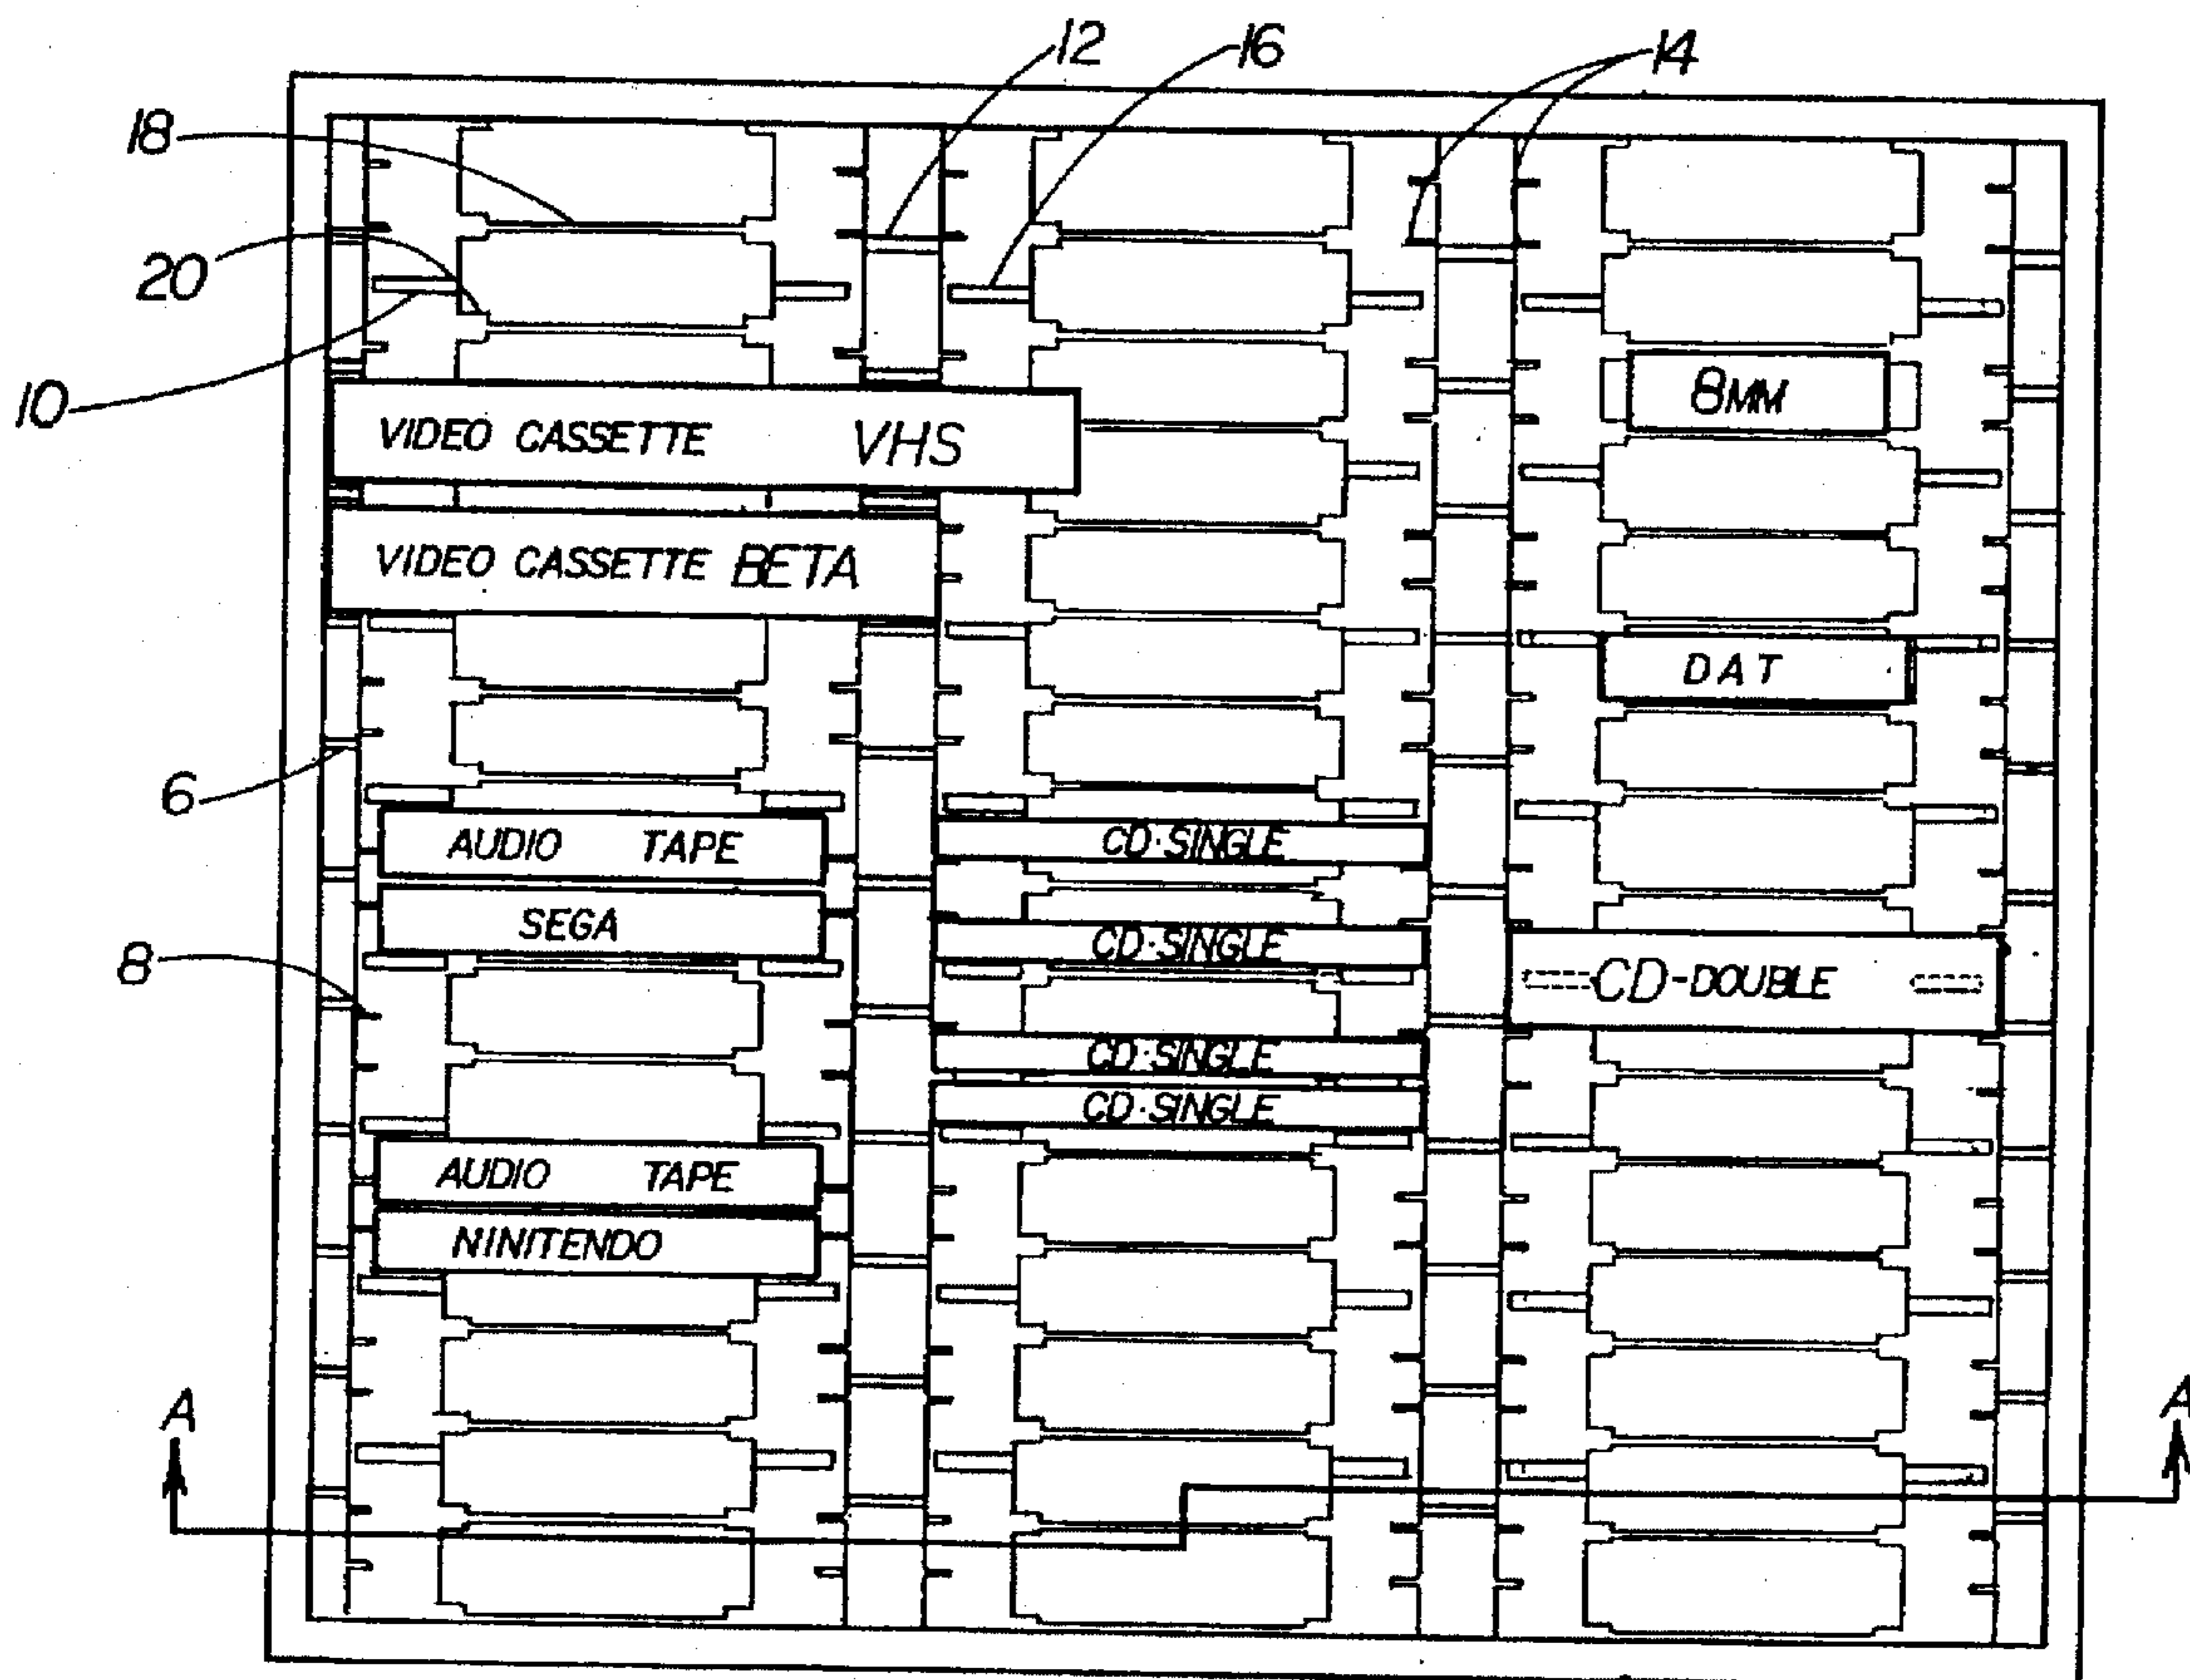 12
16
14
18
20
10
8MM
VIDEO CASSETTE VHS
VIDEO CASSETTE BETA
DAT
6
AUDIO TAPE
CD·SINGLE
SEGA
CD·SINGLE
8
CD-DOUBLE
CD·SINGLE
CD·SINGLE
AUDIO TAPE
NINITENDO
A
A